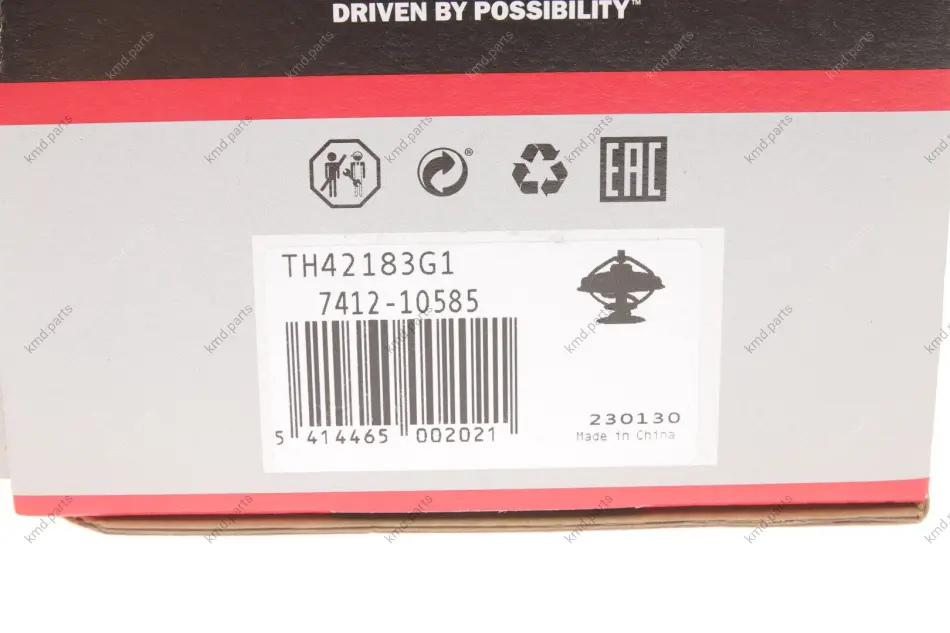 DRIVEN BY POSSIBILITY™
EAC
TH42183G1
7412-10585
5 414465 002021
230130
Made in China
kmd.parts